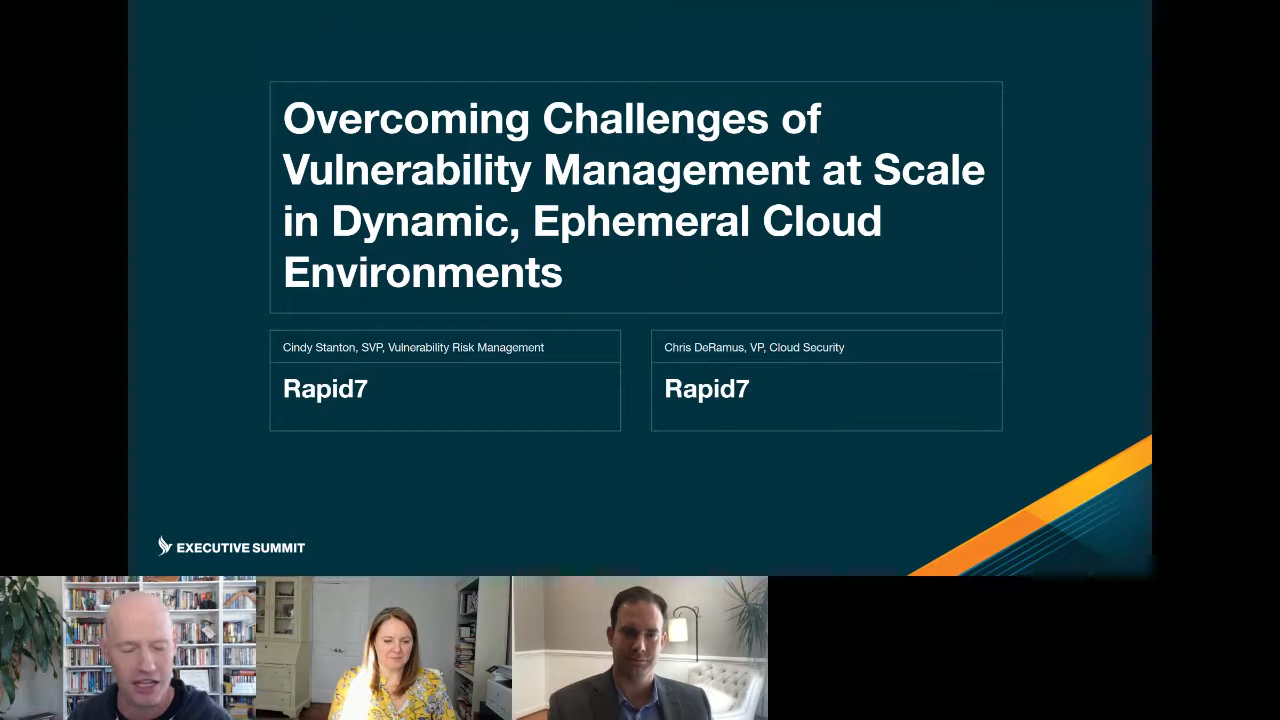 Overcoming Challenges of
Vulnerability Management at Scale
in Dynamic, Ephemeral Cloud
Environments
Cindy Stanton, SVP, Vulnerability Risk Management
Rapid7
Chris DeRamus, VP, Cloud Security
Rapid7
EXECUTIVE SUMMIT